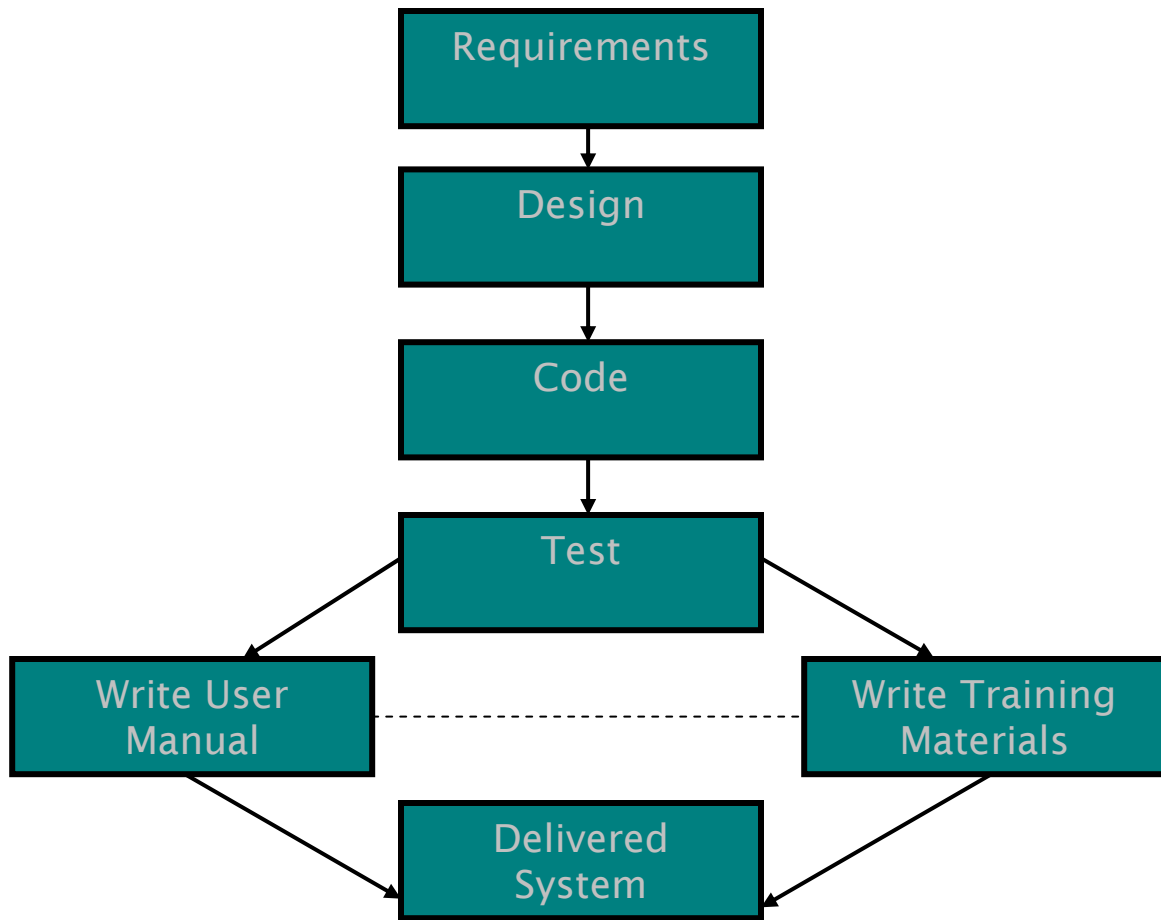 Requirements
Design
Code
Test
Write User
Manual
Write Training
Materials
Delivered
System